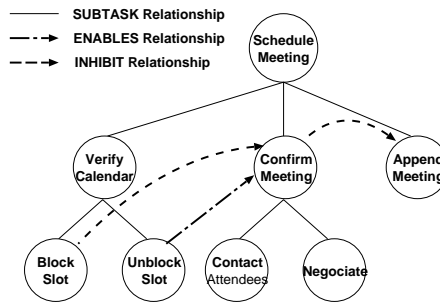 SUBTASK Relationship
ENABLES Relationship
INHIBIT Relationship
Schedule
Meeting
Verify
Calendar
Confirm
Meeting
Append
Meeting
Block
Slot
Unblock
Slot
Contact
Attendees
Negociate